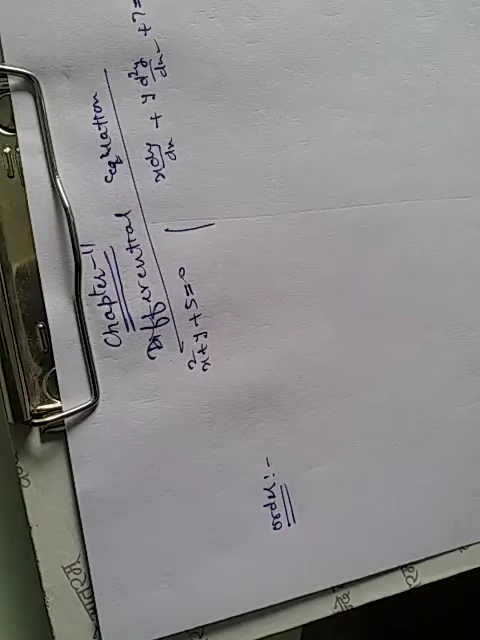 Chapter-11
Differential equation
x²+y+5=0 ( x dy/dx + y d²y/dx² +7=
order:-